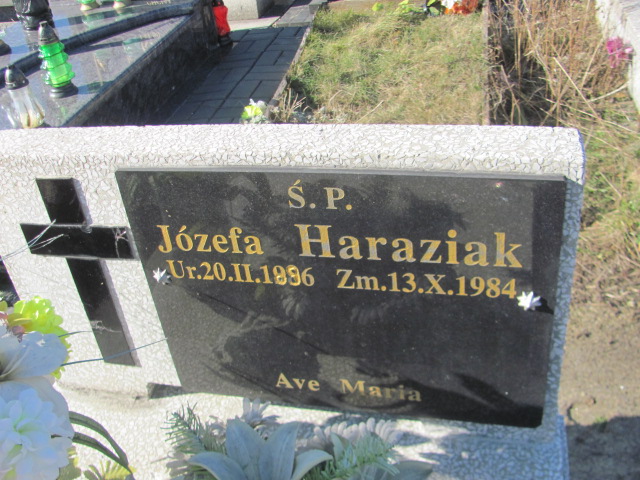 Ś.P.
Józefa Haraziak
Ur.20.II.1896 Zm.13.X.1984
Ave Maria